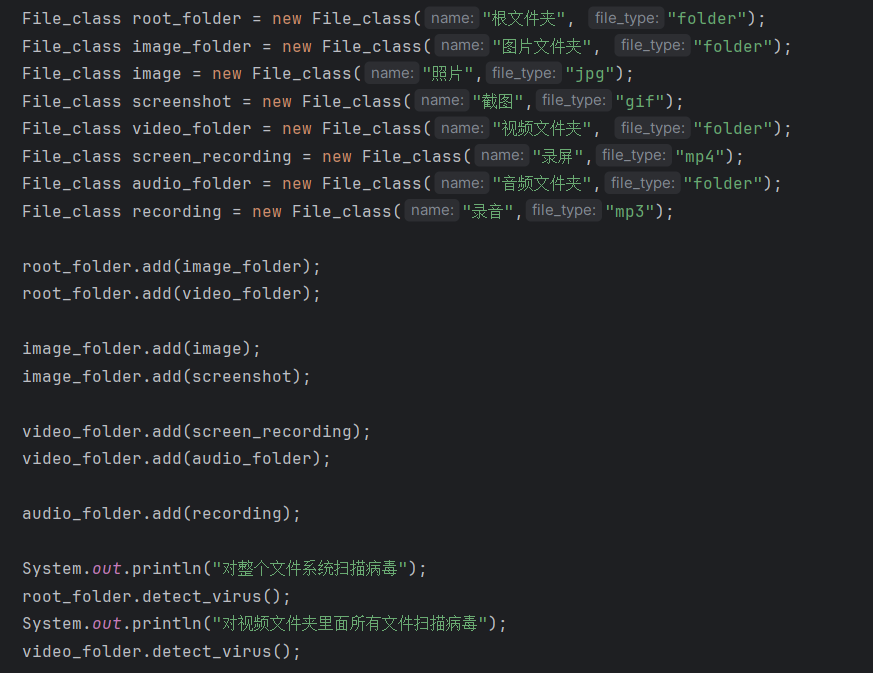 File_class root_folder = new File_class( name: "根文件夹", file_type: "folder");
File_class image_folder = new File_class( name: "图片文件夹", file_type: "folder");
File_class image = new File_class( name: "照片", file_type: "jpg");
File_class screenshot = new File_class( name: "截图", file_type: "gif");
File_class video_folder = new File_class( name: "视频文件夹", file_type: "folder");
File_class screen_recording = new File_class( name: "录屏", file_type: "mp4");
File_class audio_folder = new File_class( name: "音频文件夹", file_type: "folder");
File_class recording = new File_class( name: "录音", file_type: "mp3");
root_folder.add(image_folder);
root_folder.add(video_folder);
image_folder.add(image);
image_folder.add(screenshot);
video_folder.add(screen_recording);
video_folder.add(audio_folder);
audio_folder.add(recording);
System.out.println("对整个文件系统扫描病毒");
root_folder.detect_virus();
System.out.println("对视频文件夹里面所有文件扫描病毒");
video_folder.detect_virus();